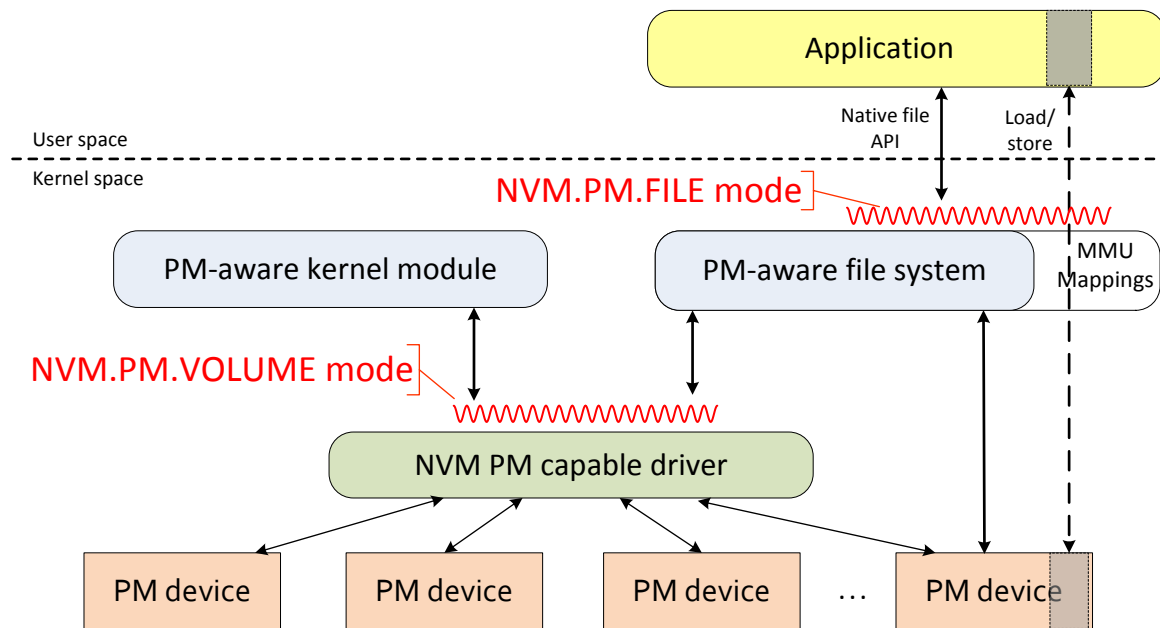 Application
User space
Native file
API
Load/
store
Kernel space
NVM.PM.FILE mode
PM-aware kernel module
PM-aware file system
MMU
Mappings
NVM.PM.VOLUME mode
NVM PM capable driver
PM device
PM device
PM device
...
PM device